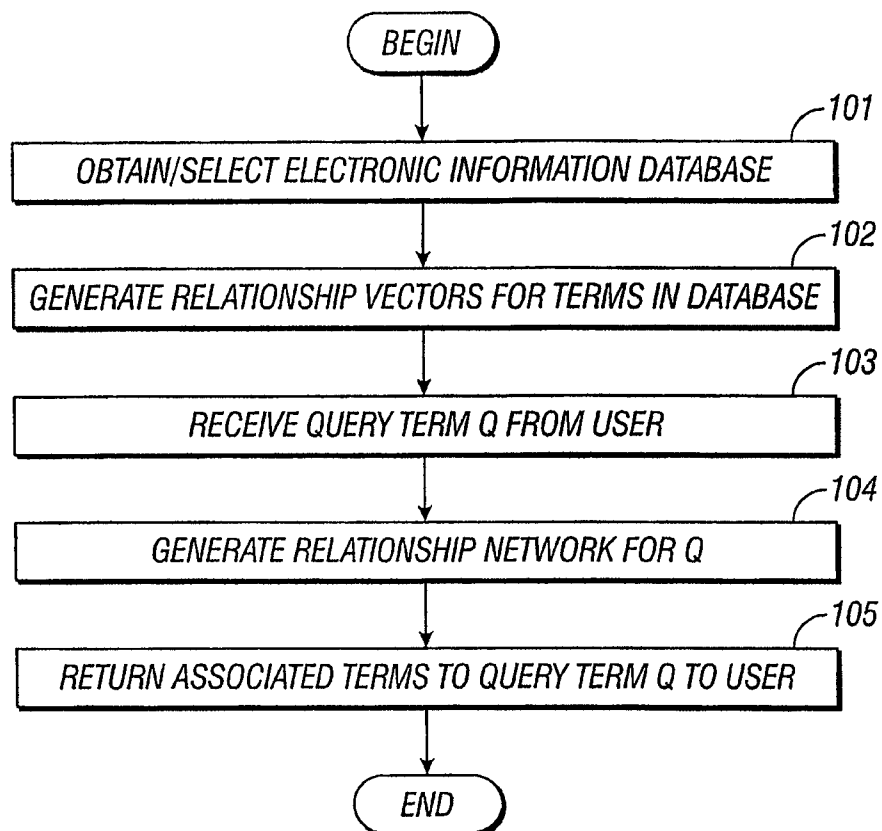 BEGIN
101
OBTAIN/SELECT ELECTRONIC INFORMATION DATABASE
102
GENERATE RELATIONSHIP VECTORS FOR TERMS IN DATABASE
103
RECEIVE QUERY TERM Q FROM USER
104
GENERATE RELATIONSHIP NETWORK FOR Q
105
RETURN ASSOCIATED TERMS TO QUERY TERM Q TO USER
END